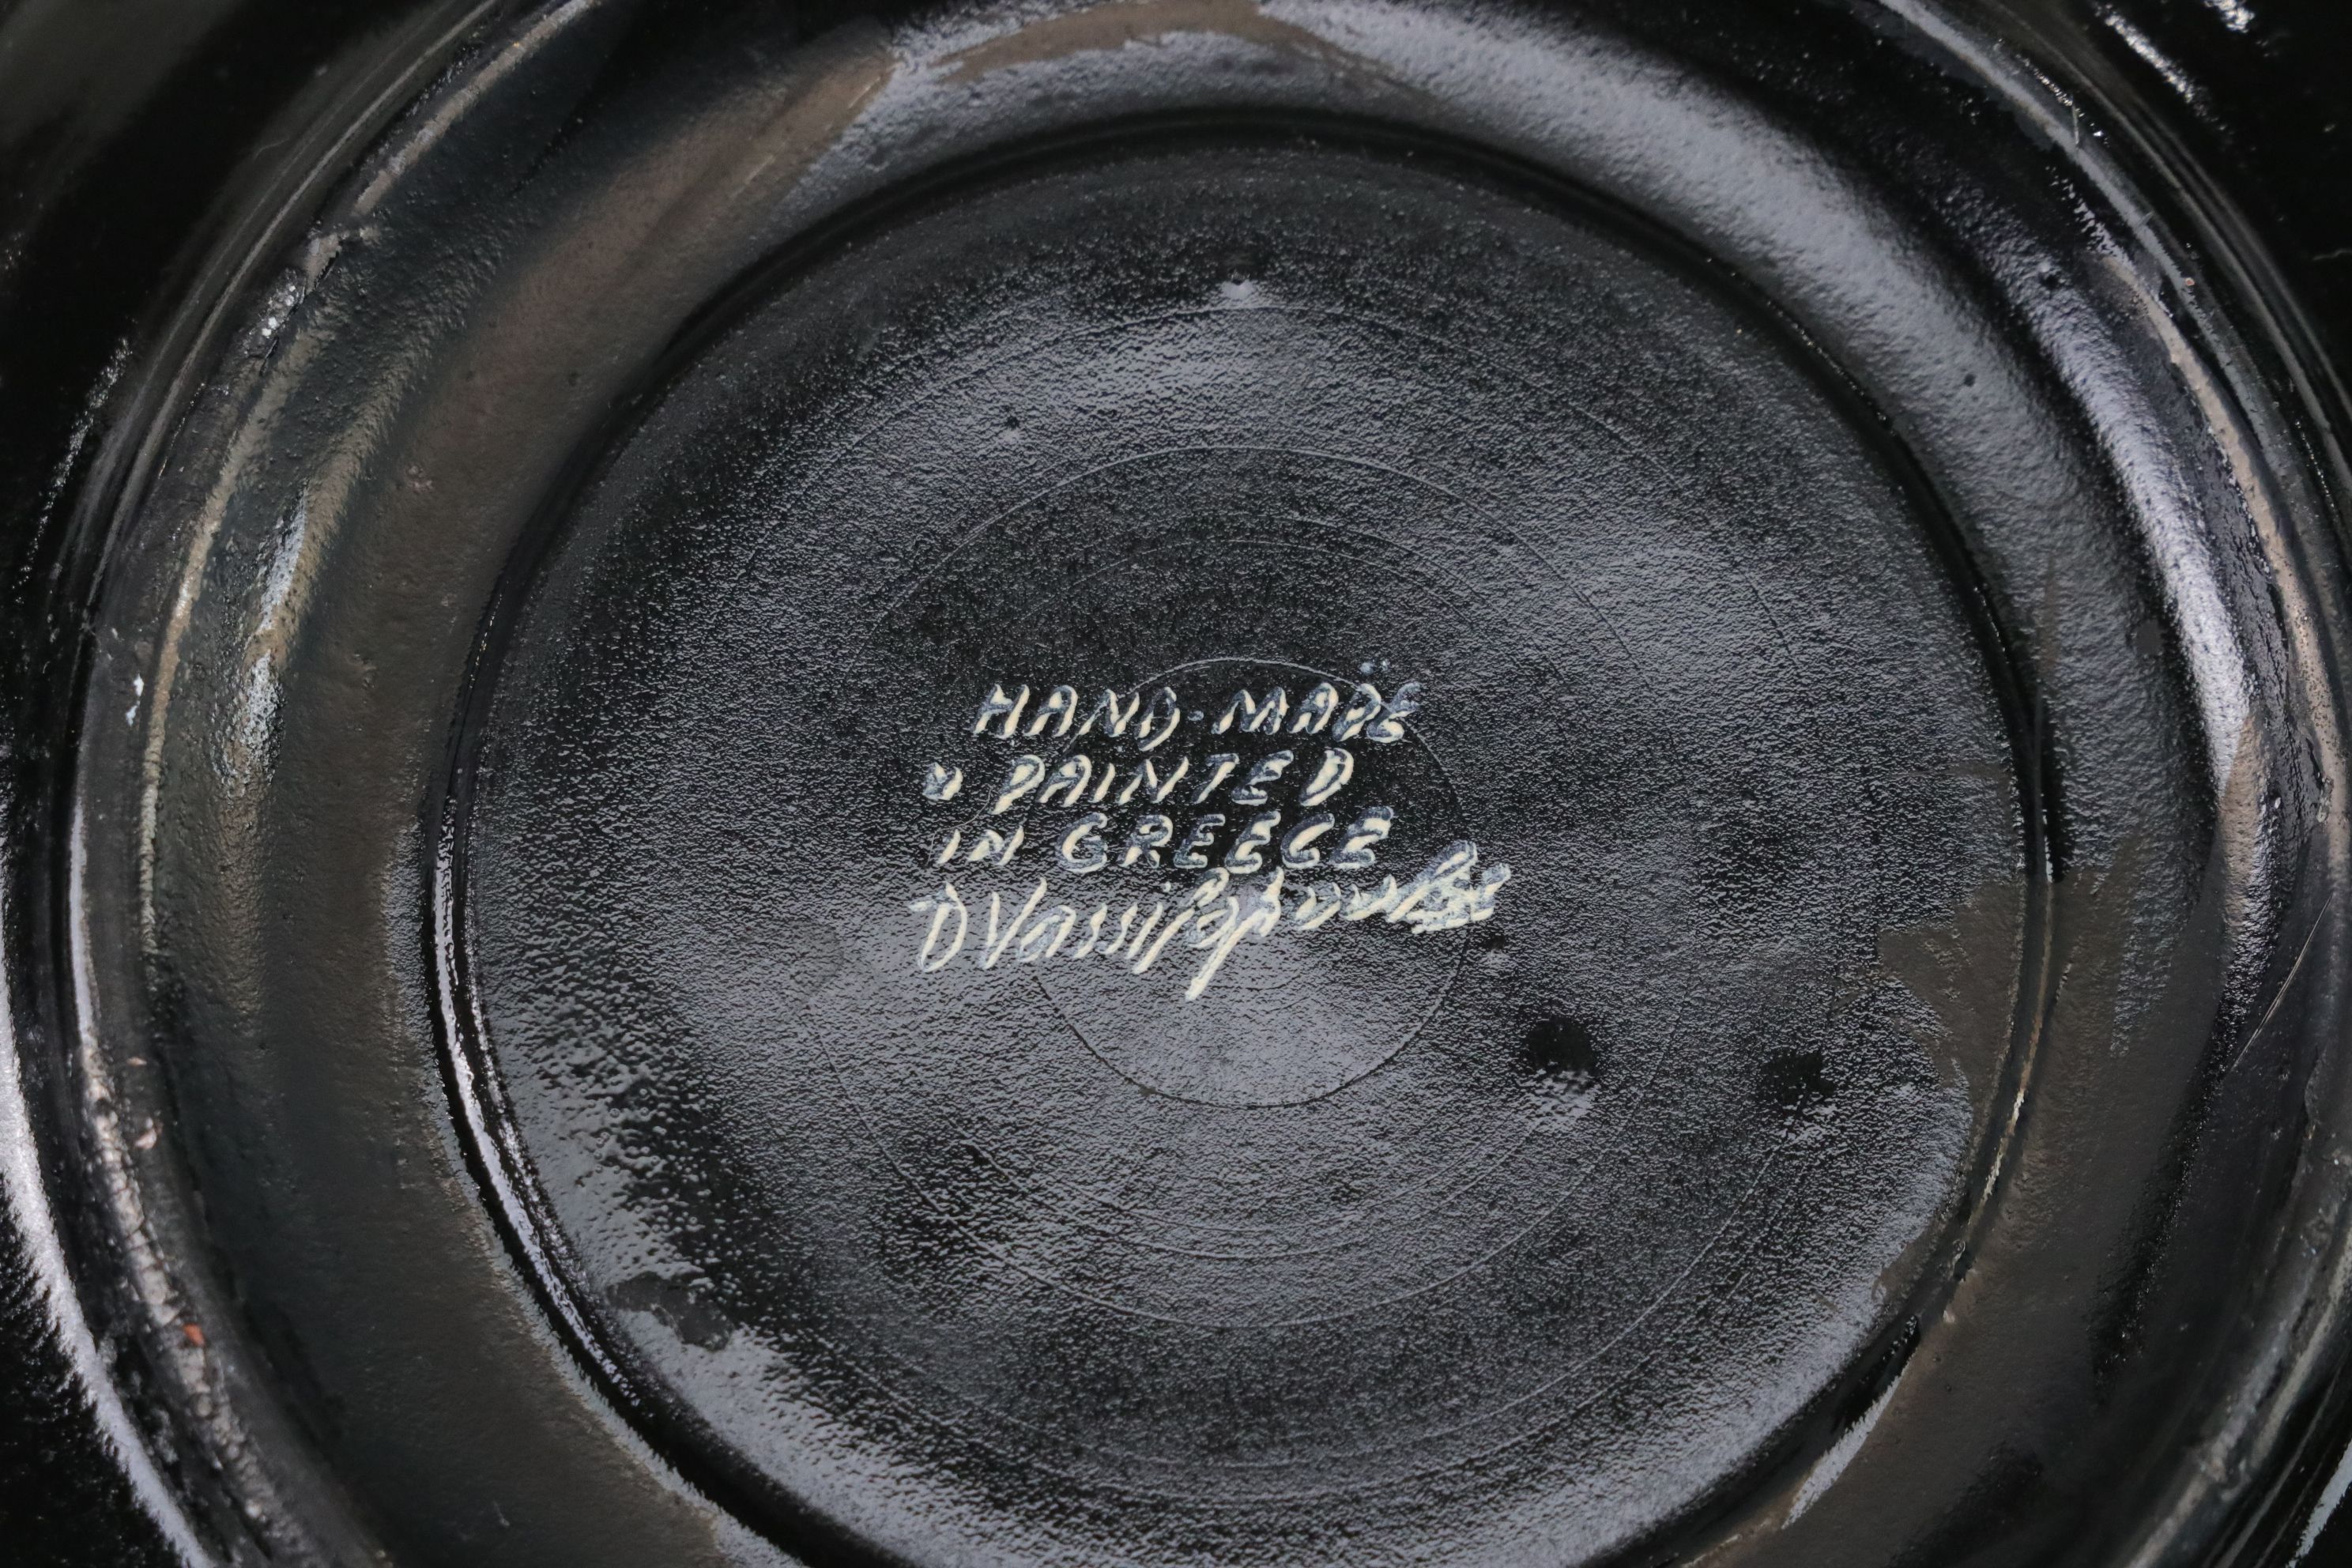 HAND-MADE
& PAINTED
IN GREECE
D Vassilopoulos